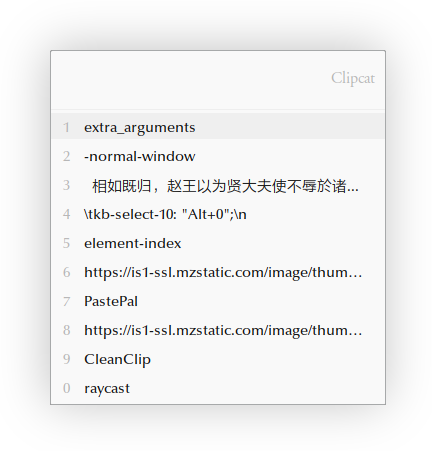 Clipcat
1 extra_arguments
2 -normal-window
3 相如既归，赵王以为贤大夫使不辱於诸...
4 \tkb-select-10: "Alt+0";\n
5 element-index
6 https://is1-ssl.mzstatic.com/image/thum...
7 PastePal
8 https://is1-ssl.mzstatic.com/image/thum...
9 CleanClip
0 raycast